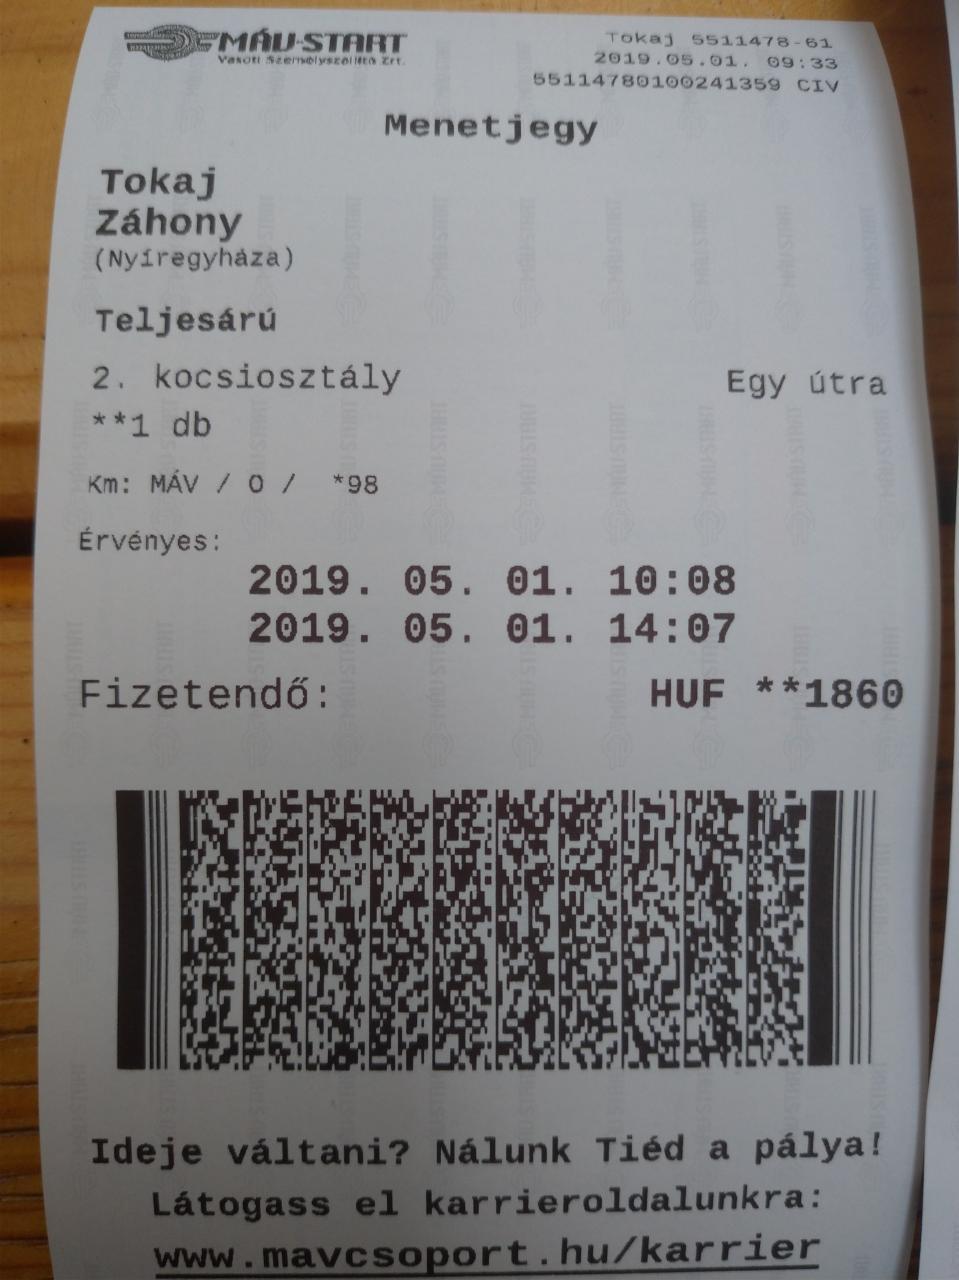 MÁV-START
Vasúti Személyszállító Zrt.
Tokaj 5511478-61
2019.05.01. 09:33
55114780100241359 CIV
Menetjegy
Tokaj
Záhony
(Nyíregyháza)
Teljesárú
2. kocsiosztály Egy útra
**1 db
Km: MÁV / O / *98
Érvényes:
2019. 05. 01. 10:08
2019. 05. 01. 14:07
Fizetendő: HUF **1860
Ideje váltani? Nálunk Tiéd a pálya!
Látogass el karrieroldalunkra:
www.mavcsoport.hu/karrier